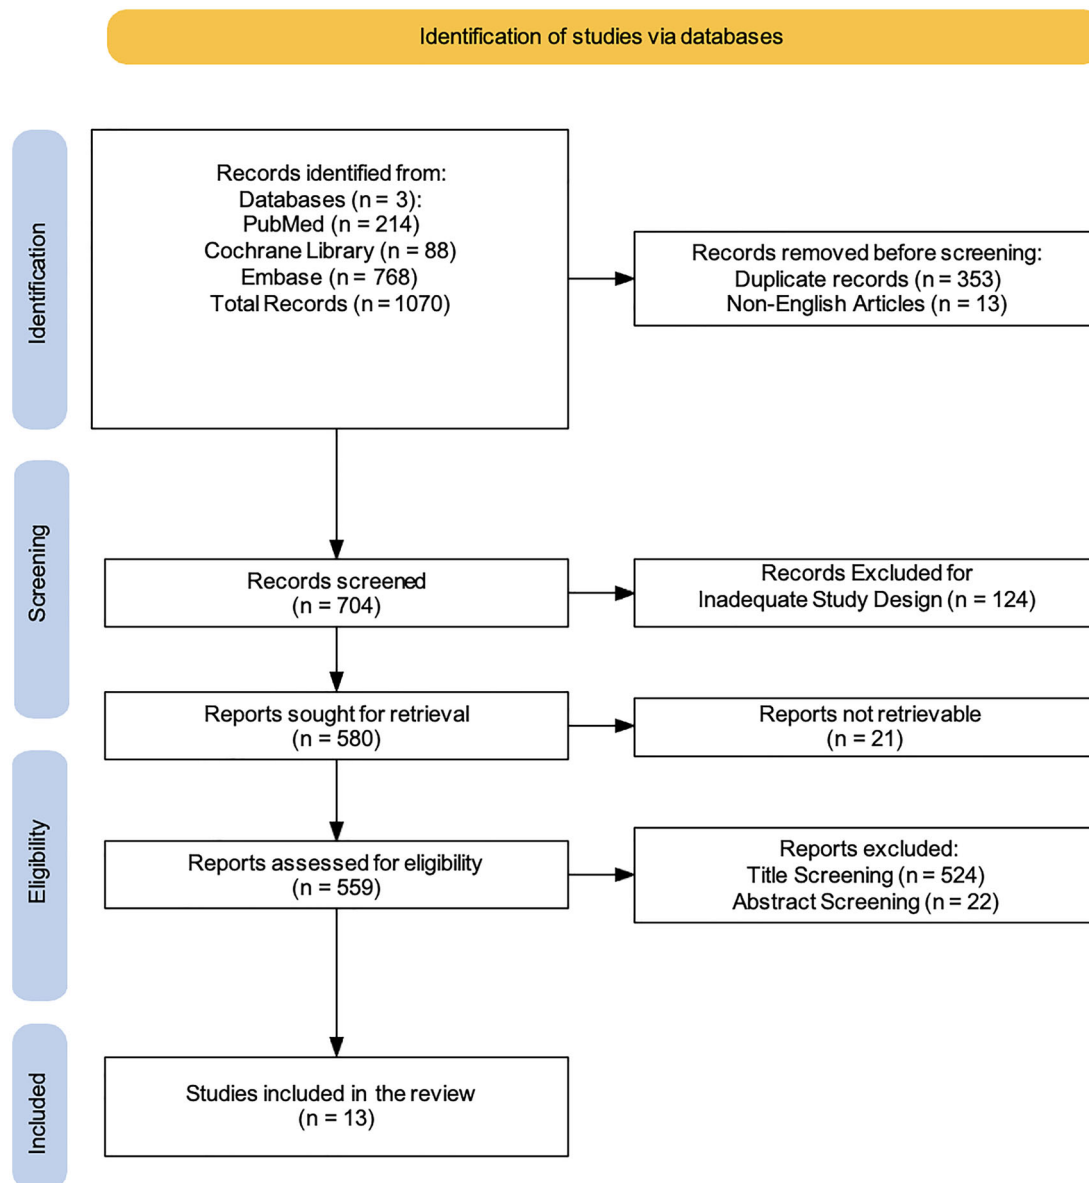 Identification of studies via databases
Identification
Records identified from:
Databases (n = 3):
PubMed (n = 214)
Cochrane Library (n = 88)
Embase (n = 768)
Total Records (n = 1070)
Records removed before screening:
Duplicate records (n = 353)
Non-English Articles (n = 13)
Screening
Records screened
(n = 704)
Records Excluded for
Inadequate Study Design (n = 124)
Reports sought for retrieval
(n = 580)
Reports not retrievable
(n = 21)
Eligibility
Reports assessed for eligibility
(n = 559)
Reports excluded:
Title Screening (n = 524)
Abstract Screening (n = 22)
Included
Studies included in the review
(n = 13)